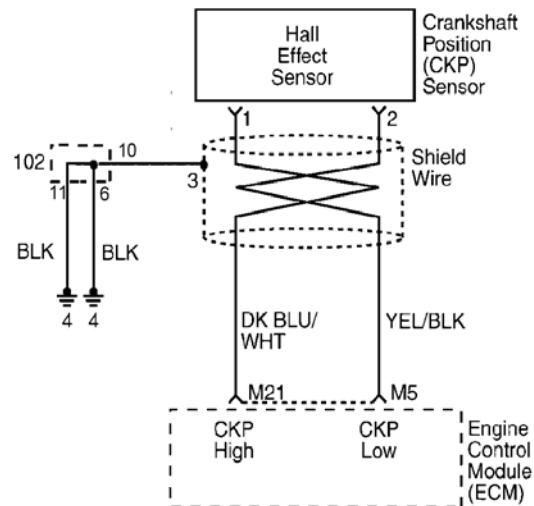 Hall
Effect
Sensor
Crankshaft
Position
(CKP)
Sensor
1
2
102
10
11
6
3
Shield
Wire
BLK
BLK
4
4
DK BLU/
WHT
YEL/BLK
M21
M5
CKP
High
CKP
Low
Engine
Control
Module
(ECM)